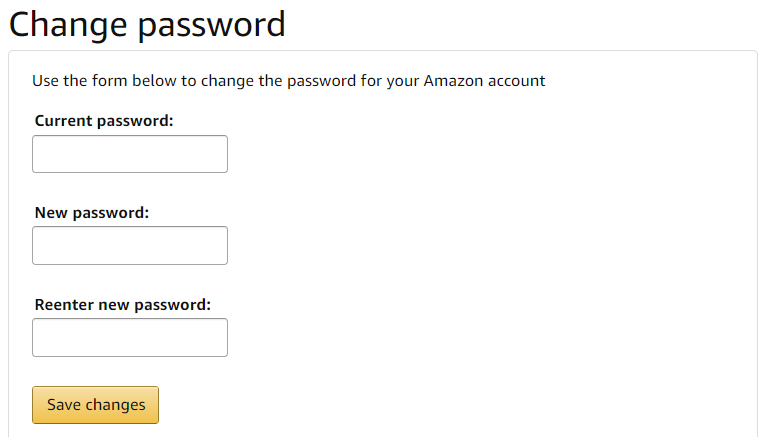 Change password
Use the form below to change the password for your Amazon account
Current password:
New password:
Reenter new password:
Save changes